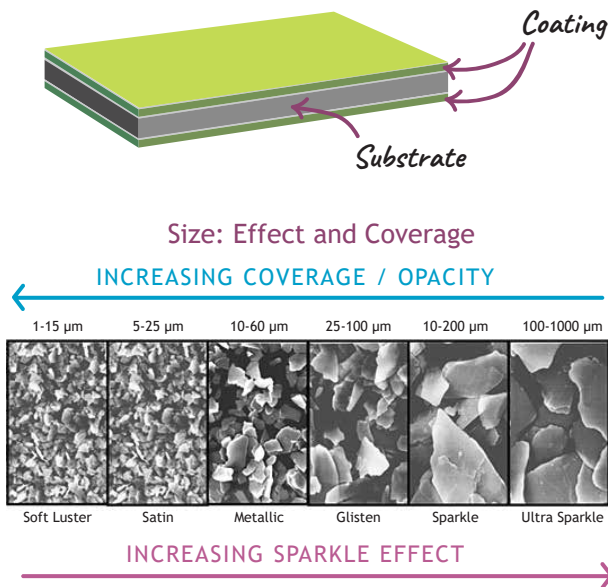 Coating
Substrate
Size: Effect and Coverage
INCREASING COVERAGE / OPACITY
1-15 µm 5-25 µm 10-60 µm 25-100 µm 10-200 µm 100-1000 µm
Soft Luster Satin Metallic Glisten Sparkle Ultra Sparkle
INCREASING SPARKLE EFFECT